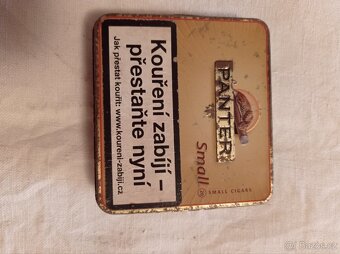 Kouření zabíjí –
přestaňte nyní
Jak přestat kouřit: www.koureni-zabiji.cz
PANTER
Small
SMALL CIGARS